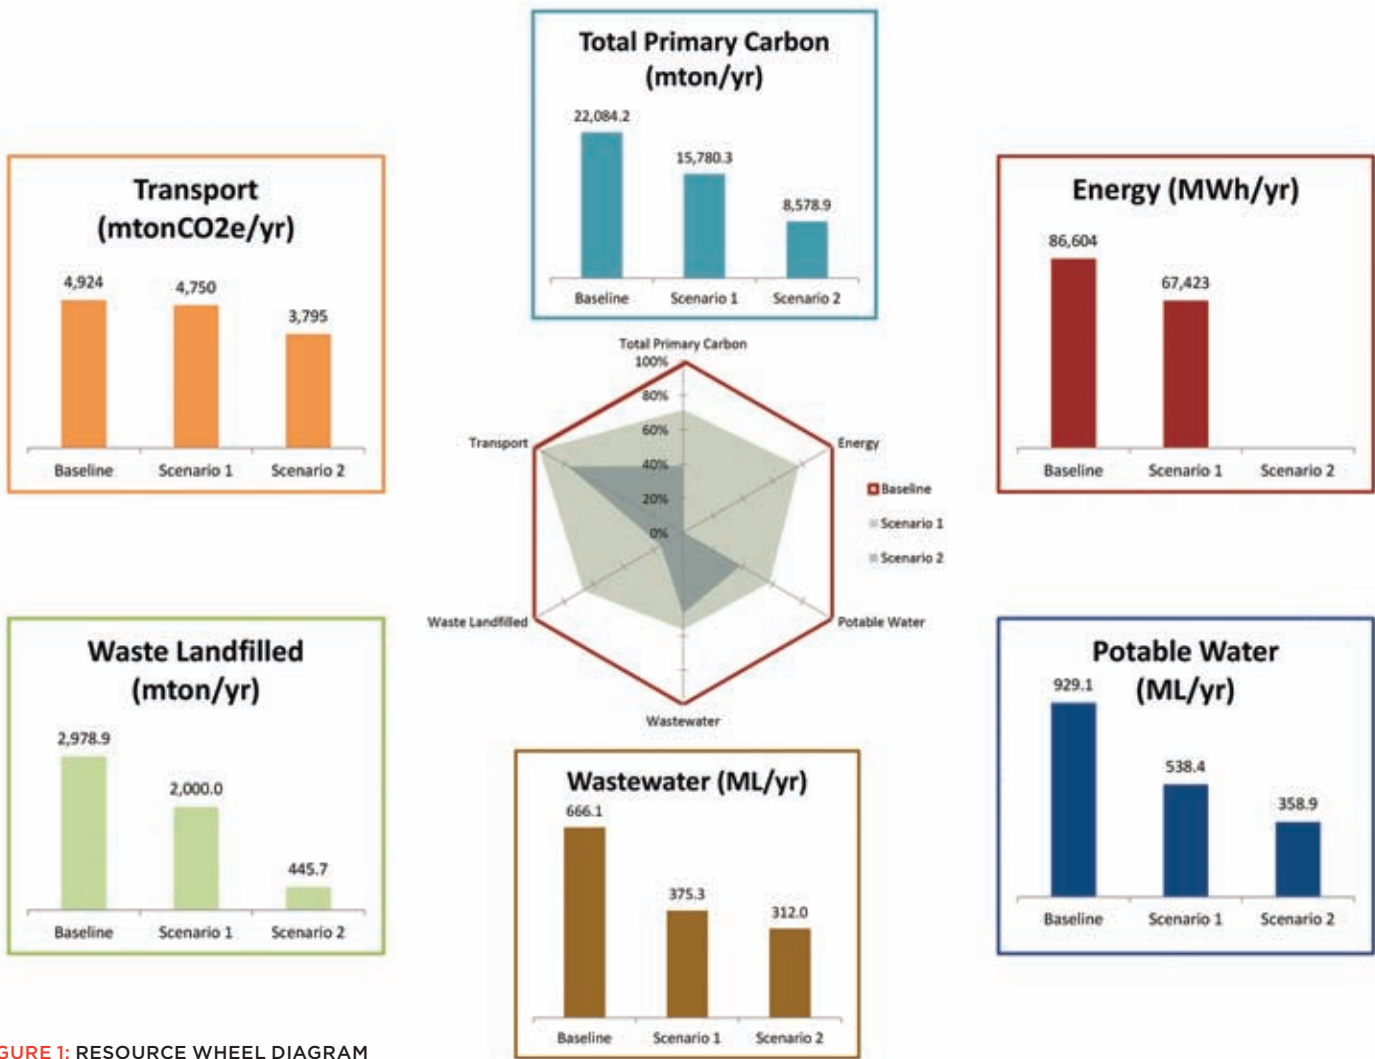 Total Primary Carbon
(mton/yr)
22,084.2
15,780.3
8,578.9
Baseline
Scenario 1
Scenario 2
Transport
(mtonCO2e/yr)
4,924
4,750
3,795
Baseline
Scenario 1
Scenario 2
Energy (MWh/yr)
86,604
67,423
Baseline
Scenario 1
Scenario 2
Total Primary Carbon
100%
80%
60%
40%
20%
0%
Transport
Energy
Waste Landfilled
Potable Water
Wastewater
Baseline
Scenario 1
Scenario 2
Waste Landfilled
(mton/yr)
2,978.9
2,000.0
445.7
Baseline
Scenario 1
Scenario 2
Wastewater (ML/yr)
666.1
375.3
312.0
Baseline
Scenario 1
Scenario 2
Potable Water
(ML/yr)
929.1
538.4
358.9
Baseline
Scenario 1
Scenario 2
GURE 1: RESOURCE WHEEL DIAGRAM